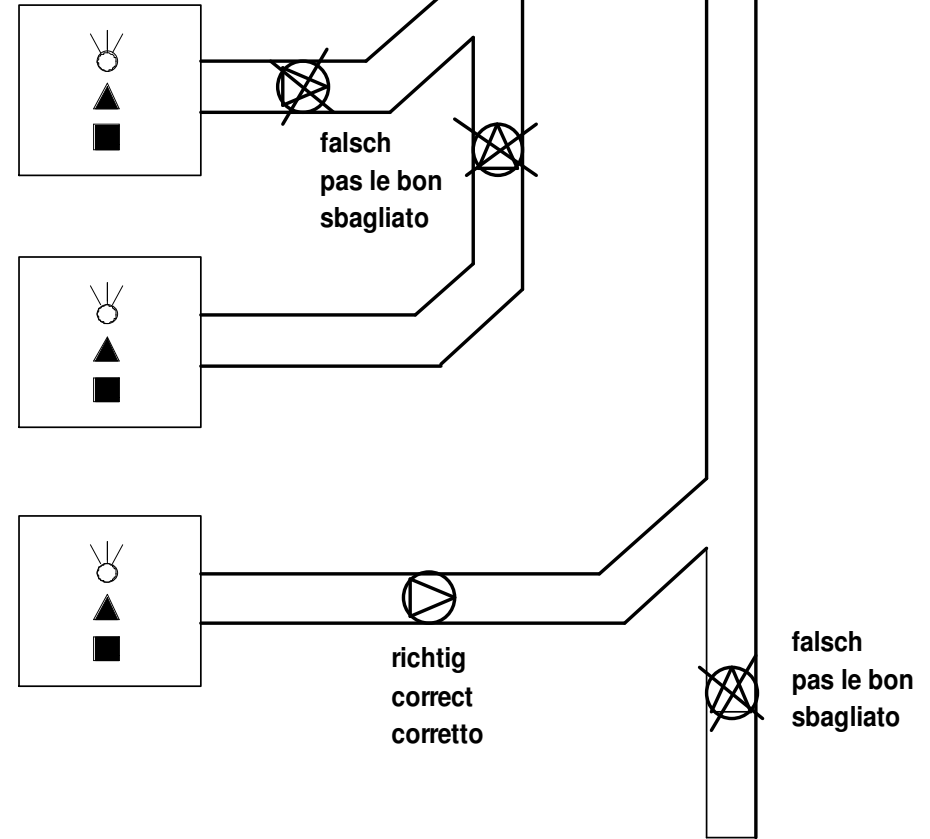 falsch
pas le bon
sbagliato
richtig
correct
corretto
falsch
pas le bon
sbagliato